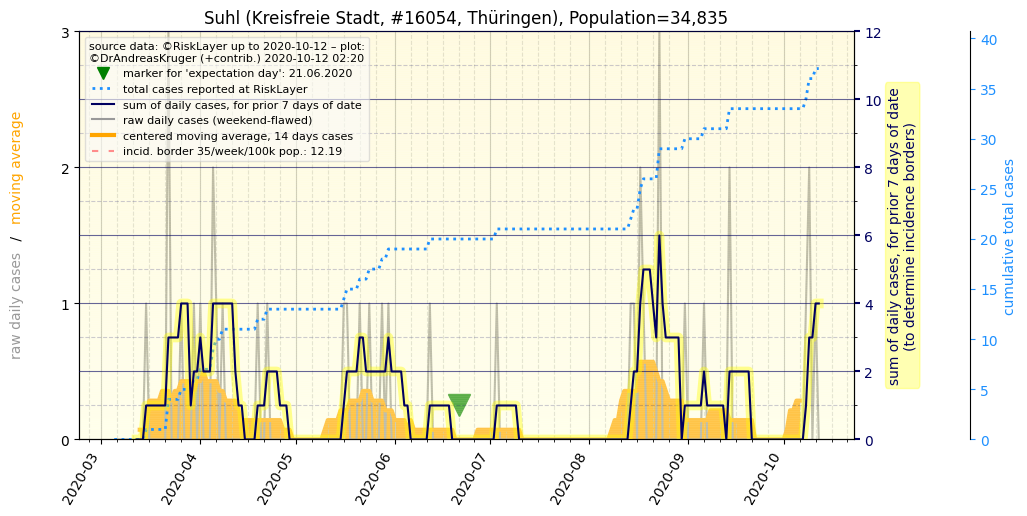 Suhl (Kreisfreie Stadt, #16054, Thüringen), Population=34,835
source data: ©RiskLayer up to 2020-10-12 – plot:
©DrAndreasKruger (+contrib.) 2020-10-12 02:20
marker for 'expectation day': 21.06.2020
total cases reported at RiskLayer
sum of daily cases, for prior 7 days of date
raw daily cases (weekend-flawed)
centered moving average, 14 days cases
incid. border 35/week/100k pop.: 12.19
raw daily cases / moving average
3
2
1
0
12
10
8
6
4
2
0
sum of daily cases, for prior 7 days of date
(to determine incidence borders)
40
35
30
25
20
15
10
5
0
cumulative total cases
2020-03
2020-04
2020-05
2020-06
2020-07
2020-08
2020-09
2020-10